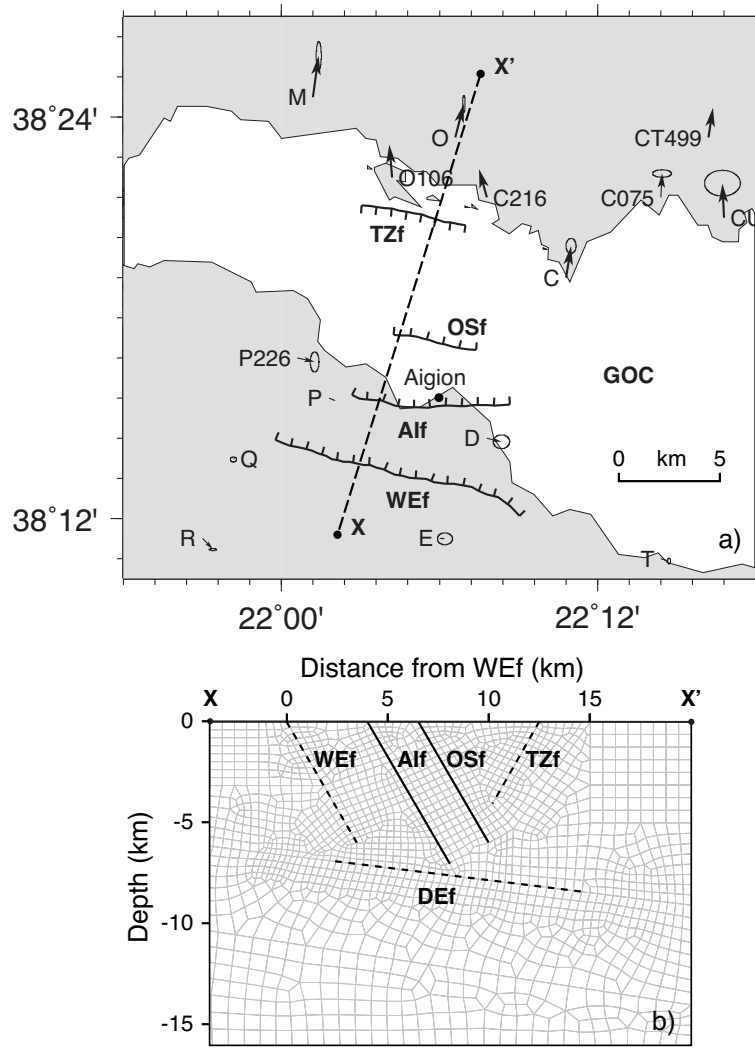 X'
M
38°24'
O
CT499
O106
C075
C216
CU
TZf
C
OSf
P226
Aigion
GOC
P
AIf
D
0 km 5
Q
WEf
38°12'
X
R
E
T
a)
22°00' 22°12'
Distance from WEf (km)
X 0 5 10 15 X'
0
WEf AIf OSf TZf
-5
Depth (km)
DEf
-10
-15
b)